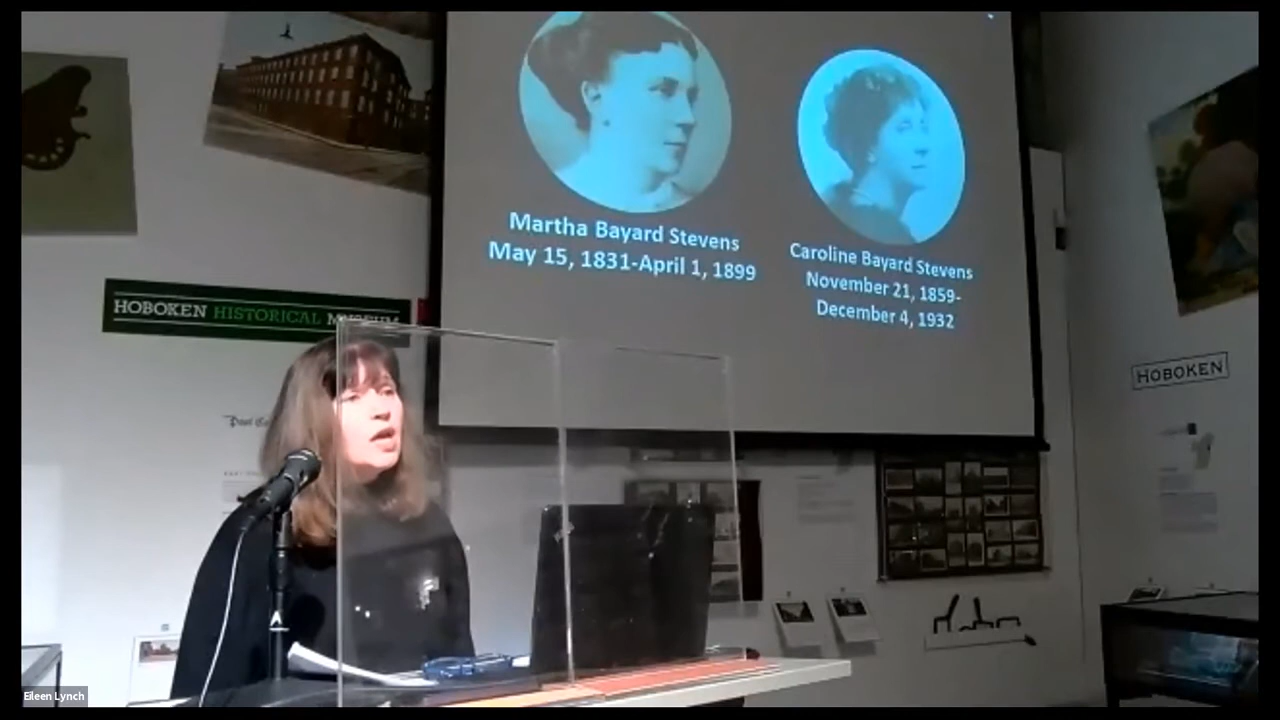 Martha Bayard Stevens
May 15, 1831-April 1, 1899
Caroline Bayard Stevens
November 21, 1859-
December 4, 1932
HOBOKEN HISTORICAL MUSEUM
HOBOKEN
Eileen Lynch